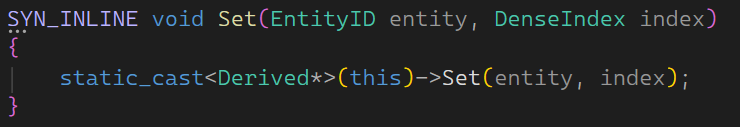 SYN_INLINE void Set(EntityID entity, DenseIndex index)
{
    static_cast<Derived*>(this)->Set(entity, index);
}